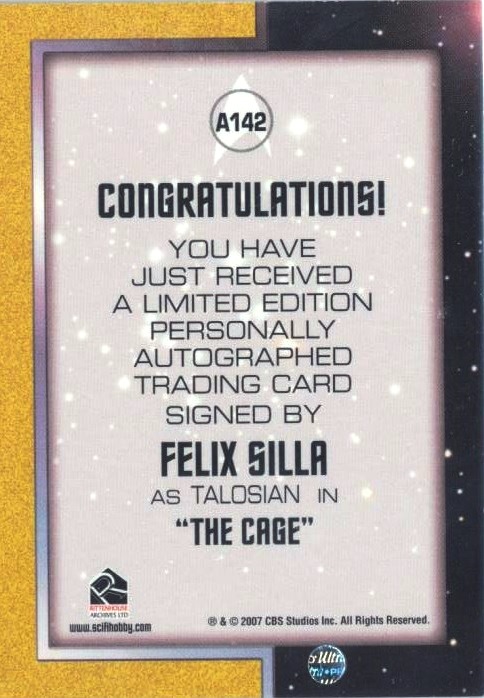 A142
CONGRATULATIONS!
YOU HAVE
JUST RECEIVED
A LIMITED EDITION
PERSONALLY
AUTOGRAPHED
TRADING CARD
SIGNED BY
FELIX SILLA
AS TALOSIAN IN
"THE CAGE"
RITTENHOUSE
ARCHIVES LTD
www.scifihobby.com
℗ & © 2007 CBS Studios Inc. All Rights Reserved.